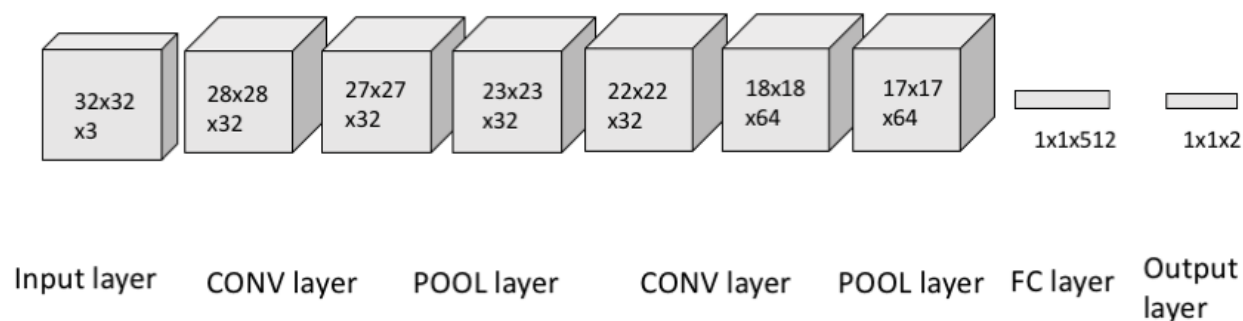 32x32
x3
28x28
x32
27x27
x32
23x23
x32
22x22
x32
18x18
x64
17x17
x64
1x1x512
1x1x2
Input layer
CONV layer
POOL layer
CONV layer
POOL layer
FC layer
Output
layer